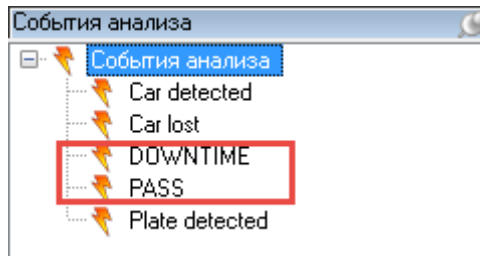 События анализа
События анализа
Car detected
Car lost
DOWNTIME
PASS
Plate detected